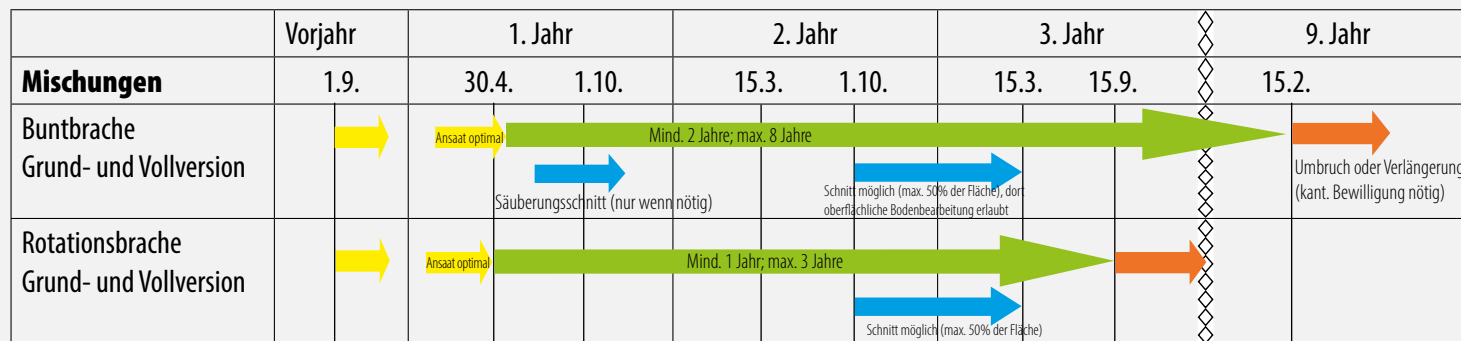 Vorjahr 1. Jahr 2. Jahr 3. Jahr 9. Jahr
Mischungen 1.9. 30.4. 1.10. 15.3. 1.10. 15.3. 15.9. 15.2.
Buntbrache
Grund- und Vollversion
Ansaat optimal
Mind. 2 Jahre; max. 8 Jahre
Säuberungsschnitt (nur wenn nötig)
Schnitt möglich (max. 50% der Fläche), dort
oberflächliche Bodenbearbeitung erlaubt
Umbruch oder Verlängerung
(kant. Bewilligung nötig)
Rotationsbrache
Grund- und Vollversion
Ansaat optimal
Mind. 1 Jahr; max. 3 Jahre
Schnitt möglich (max. 50% der Fläche)